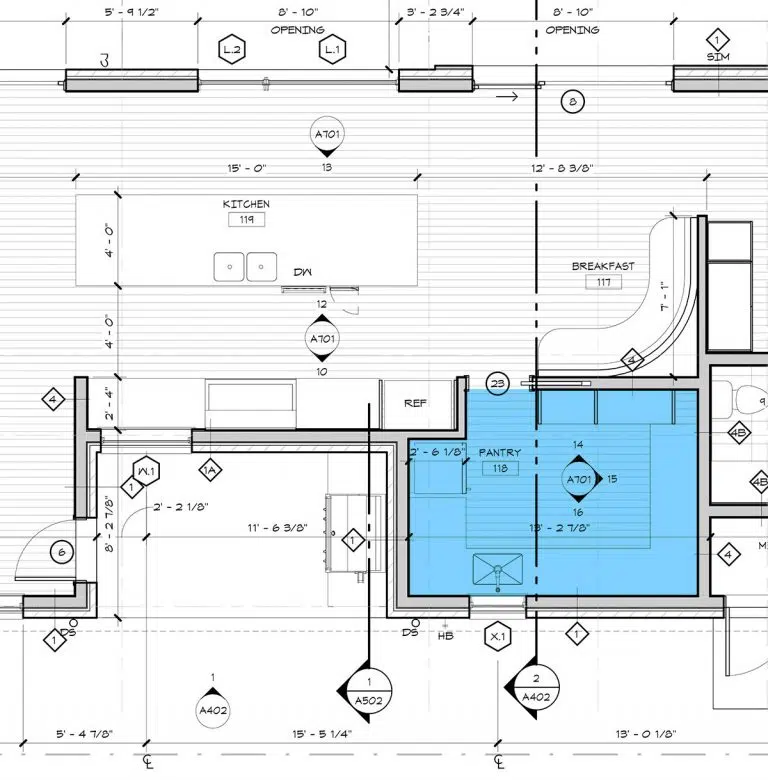 5' - 9 1/2"
8' - 10"
3' - 2 3/4"
8' - 10"
OPENING
OPENING
L.2
L.1
1
SIM
8
A701
13
15' - 0"
12' - 8 3/8"
KITCHEN
119
4' - 0"
BREAKFAST
117
7' - 1"
DW
12
A701
10
4' - 0"
4
23
2' - 4"
REF
4
9
4B
4B
PANTRY
118
2' - 6 1/8"
14
A701
15
16
W.1
1A
1
2' - 2 1/8"
8' - 2 7/8"
11' - 6 3/8"
13' - 2 7/8"
1
6
4
M
1
DS
DS
HB
X.1
1
1
A402
1
A502
2
A402
5' - 4 7/8"
15' - 5 1/4"
13' - 0 1/8"